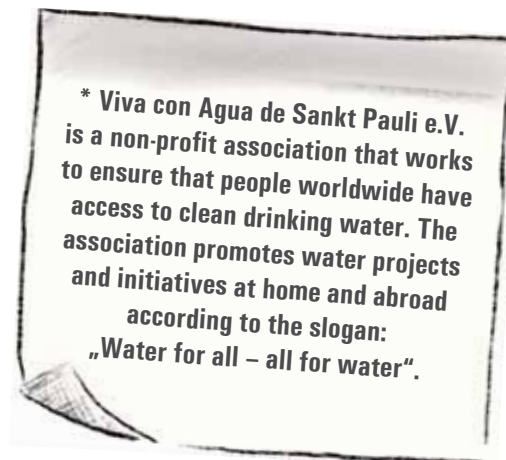 * Viva con Agua de Sankt Pauli e.V.
is a non-profit association that works
to ensure that people worldwide have
access to clean drinking water. The
association promotes water projects
and initiatives at home and abroad
according to the slogan:
„Water for all – all for water“.